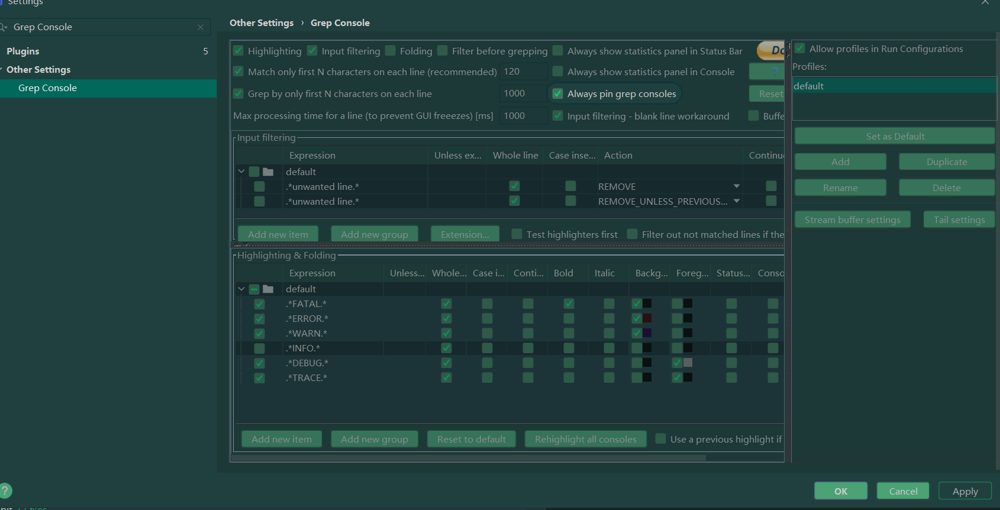 Settings
Grep Console
Plugins 5
Other Settings
Grep Console
Other Settings › Grep Console
Highlighting Input filtering Folding Filter before grepping Always show statistics panel in Status Bar Do
Match only first N characters on each line (recommended) 120 Always show statistics panel in Console ?
Grep by only first N characters on each line 1000 Always pin grep consoles Reset
Max processing time for a line (to prevent GUI freeezes) [ms] 1000 Input filtering - blank line workaround Buffe
Input filtering
Expression Unless ex... Whole line Case inse... Action Continu
default
.*unwanted line.* REMOVE
.*unwanted line.* REMOVE_UNLESS_PREVIOUS...
Add new item Add new group Extension... Test highlighters first Filter out not matched lines if the
Highlighting & Folding
Expression Unless... Whole... Case i... Conti... Bold Italic Backg... Foreg... Status... Conso
default
.*FATAL.*
.*ERROR.*
.*WARN.*
.*INFO.*
.*DEBUG.*
.*TRACE.*
Add new item Add new group Reset to default Rehighlight all consoles Use a previous highlight if
Allow profiles in Run Configurations
Profiles:
default
Set as Default
Add Duplicate
Rename Delete
Stream buffer settings Tail settings
?
OK Cancel Apply